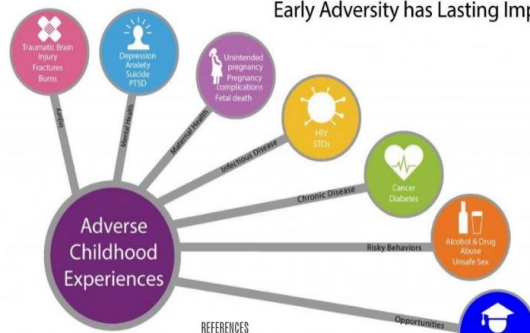 Early Adversity has Lasting Imp
Traumatic Brain
Injury
Fractures
Burns
Depression
Anxiety
Suicide
PTSD
Unintended
pregnancy
Pregnancy
complications
Fetal death
HIV
STDs
Cancer
Diabetes
Alcohol & Drug
Abuse
Unsafe Sex
Injury
Mental Health
Maternal Health
Infectious Disease
Chronic Disease
Risky Behaviors
Opportunities
Adverse
Childhood
Experiences
REFERENCES